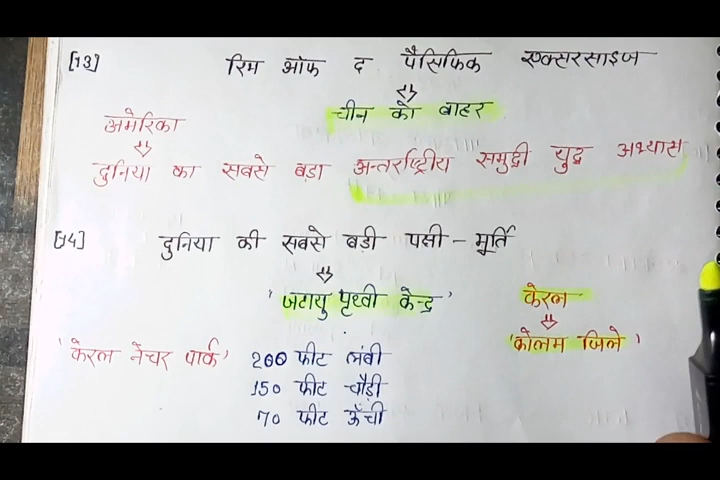 [13] रिम ऑफ द पैसिफिक एक्सरसाइज
चीन को बाहर
अमेरिका
दुनिया का सबसे बड़ा अन्तर्राष्ट्रीय समुद्री युद्ध अभ्यास
[14] दुनिया की सबसे बड़ी पक्षी - मूर्ति
'जटायु पृथ्वी केन्द्र' केरल
'कोलम जिले'
'केरल नेचर पार्क' 200 फीट लंबी
150 फीट चौड़ी
70 फीट ऊँची